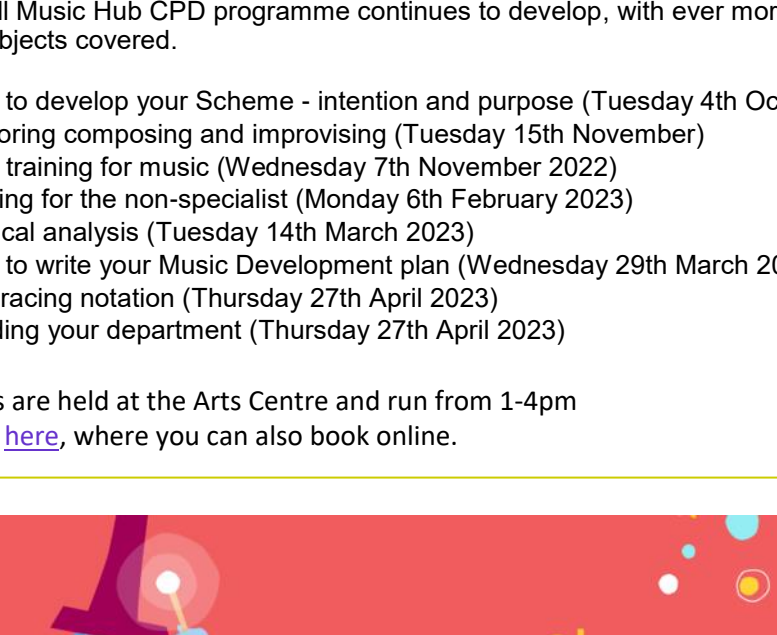 ll Music Hub CPD programme continues to develop, with ever mor
bjects covered.
to develop your Scheme - intention and purpose (Tuesday 4th Oc
oring composing and improvising (Tuesday 15th November)
training for music (Wednesday 7th November 2022)
ing for the non-specialist (Monday 6th February 2023)
cal analysis (Tuesday 14th March 2023)
to write your Music Development plan (Wednesday 29th March 20
racing notation (Thursday 27th April 2023)
ding your department (Thursday 27th April 2023)
s are held at the Arts Centre and run from 1-4pm
here, where you can also book online.